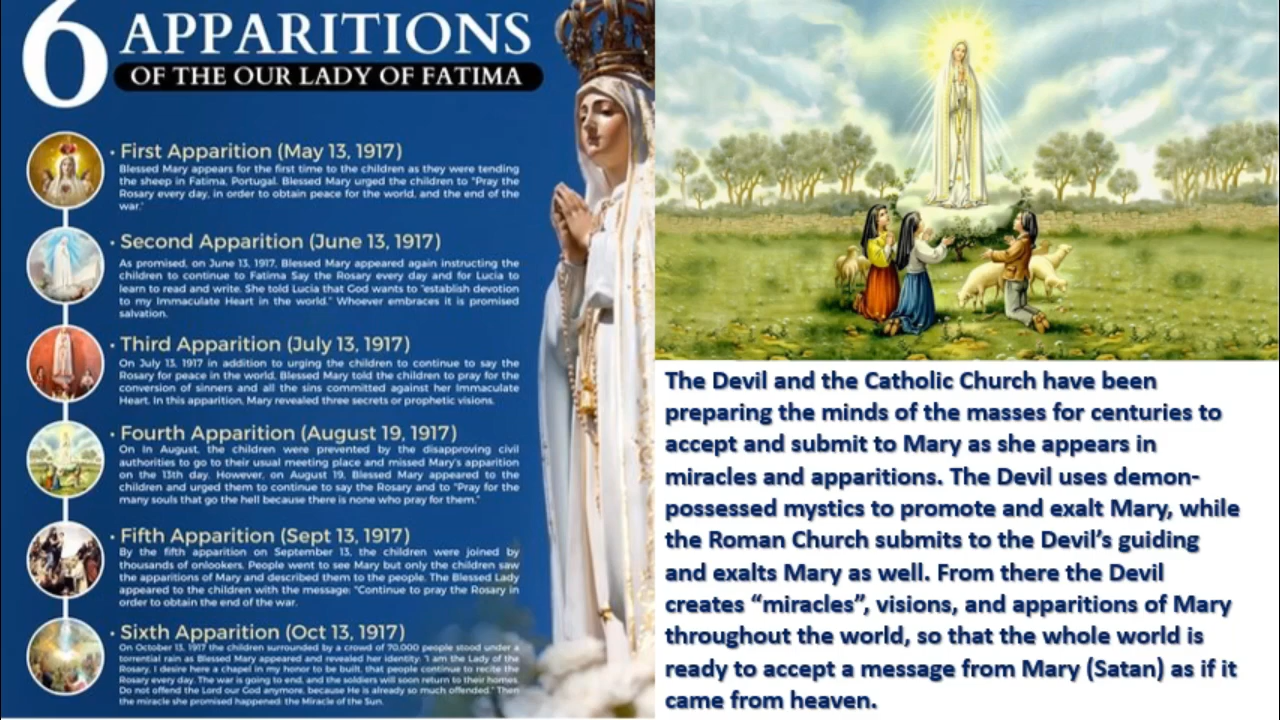 6 APPARITIONS
OF THE OUR LADY OF FATIMA
• First Apparition (May 13, 1917)
Blessed Mary appears for the first time to the children as they were tending
the sheep in Fatima, Portugal. Blessed Mary urged the children to "Pray the
Rosary every day, in order to obtain peace for the world, and the end of the
war."
• Second Apparition (June 13, 1917)
As promised, on June 13, 1917, Blessed Mary appeared again instructing the
children to continue to Fatima Say the Rosary every day and for Lucia to
learn to read and write. She told Lucia that God wants to "establish devotion
to my Immaculate Heart in the world." Whoever embraces it is promised
salvation.
• Third Apparition (July 13, 1917)
On July 13, 1917 in addition to urging the children to continue to say the
Rosary for peace in the world, Blessed Mary told the children to pray for the
conversion of sinners and all the sins committed against her Immaculate
Heart. In this apparition, Mary revealed three secrets or prophetic visions.
• Fourth Apparition (August 19, 1917)
On In August, the children were prevented by the disapproving civil
authorities to go to their usual meeting place and missed Mary's apparition
on the 13th day. However, on August 19, Blessed Mary appeared to the
children and urged them to continue to say the Rosary and to "Pray for the
many souls that go the hell because there is none who pray for them."
• Fifth Apparition (Sept 13, 1917)
By the fifth apparition on September 13, the children were joined by
thousands of onlookers. People went to see Mary but only the children saw
the apparitions of Mary and described them to the people. The Blessed Lady
appeared to the children with the message: "Continue to pray the Rosary in
order to obtain the end of the war.
• Sixth Apparition (Oct 13, 1917)
On October 13, 1917 the children surrounded by a crowd of 70,000 people stood under a
torrential rain as Blessed Mary appeared and revealed her identity: "I am the Lady of the
Rosary, I desire here a chapel in my honor to be built, that people continue to recite the
Rosary every day. The war is going to end, and the soldiers will soon return to their homes.
Do not offend the Lord our God anymore, because He is already so much offended." Then
the miracle she promised happened: the Miracle of the Sun.
The Devil and the Catholic Church have been
preparing the minds of the masses for centuries to
accept and submit to Mary as she appears in
miracles and apparitions. The Devil uses demon-
possessed mystics to promote and exalt Mary, while
the Roman Church submits to the Devil's guiding
and exalts Mary as well. From there the Devil
creates “miracles”, visions, and apparitions of Mary
throughout the world, so that the whole world is
ready to accept a message from Mary (Satan) as if it
came from heaven.